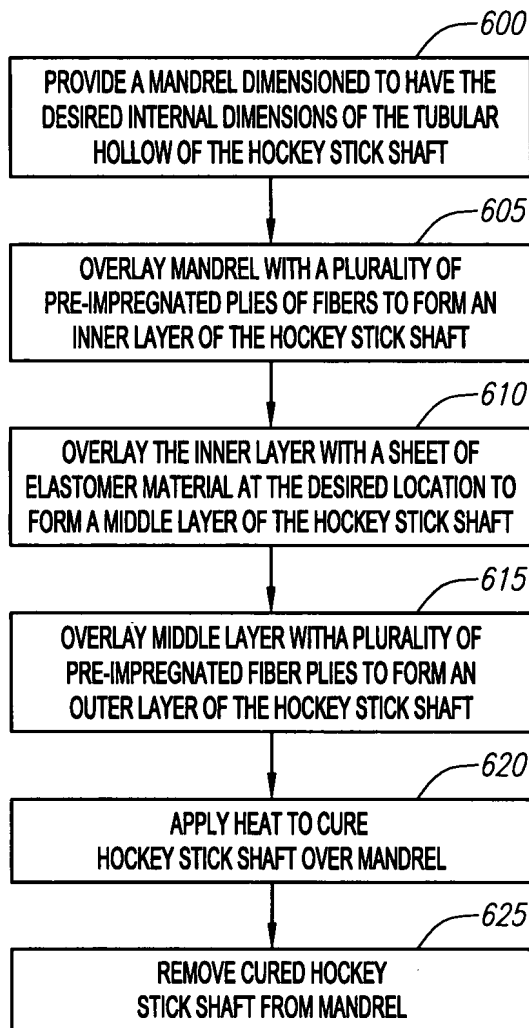 600
PROVIDE A MANDREL DIMENSIONED TO HAVE THE
DESIRED INTERNAL DIMENSIONS OF THE TUBULAR
HOLLOW OF THE HOCKEY STICK SHAFT
605
OVERLAY MANDREL WITH A PLURALITY OF
PRE-IMPREGNATED PLIES OF FIBERS TO FORM AN
INNER LAYER OF THE HOCKEY STICK SHAFT
610
OVERLAY THE INNER LAYER WITH A SHEET OF
ELASTOMER MATERIAL AT THE DESIRED LOCATION TO
FORM A MIDDLE LAYER OF THE HOCKEY STICK SHAFT
615
OVERLAY MIDDLE LAYER WITHA PLURALITY OF
PRE-IMPREGNATED FIBER PLIES TO FORM AN
OUTER LAYER OF THE HOCKEY STICK SHAFT
620
APPLY HEAT TO CURE
HOCKEY STICK SHAFT OVER MANDREL
625
REMOVE CURED HOCKEY
STICK SHAFT FROM MANDREL